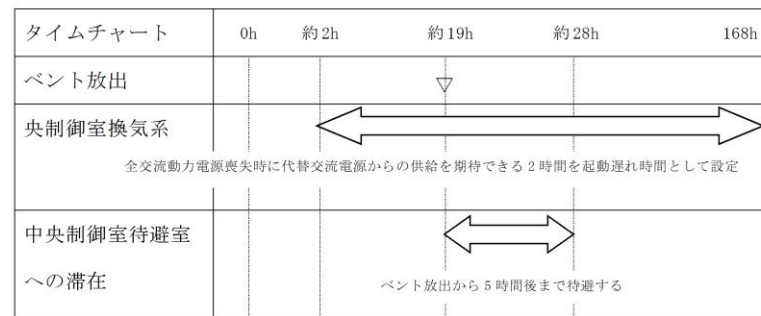 タイムチャート 0h 約2h 約19h 約28h 168h
ベント放出
央制御室換気系
全交流動力電源喪失時に代替交流電源からの供給を期待できる2時間を起動遅れ時間として設定
中央制御室待避室
への滞在
ベント放出から5時間後まで待避する